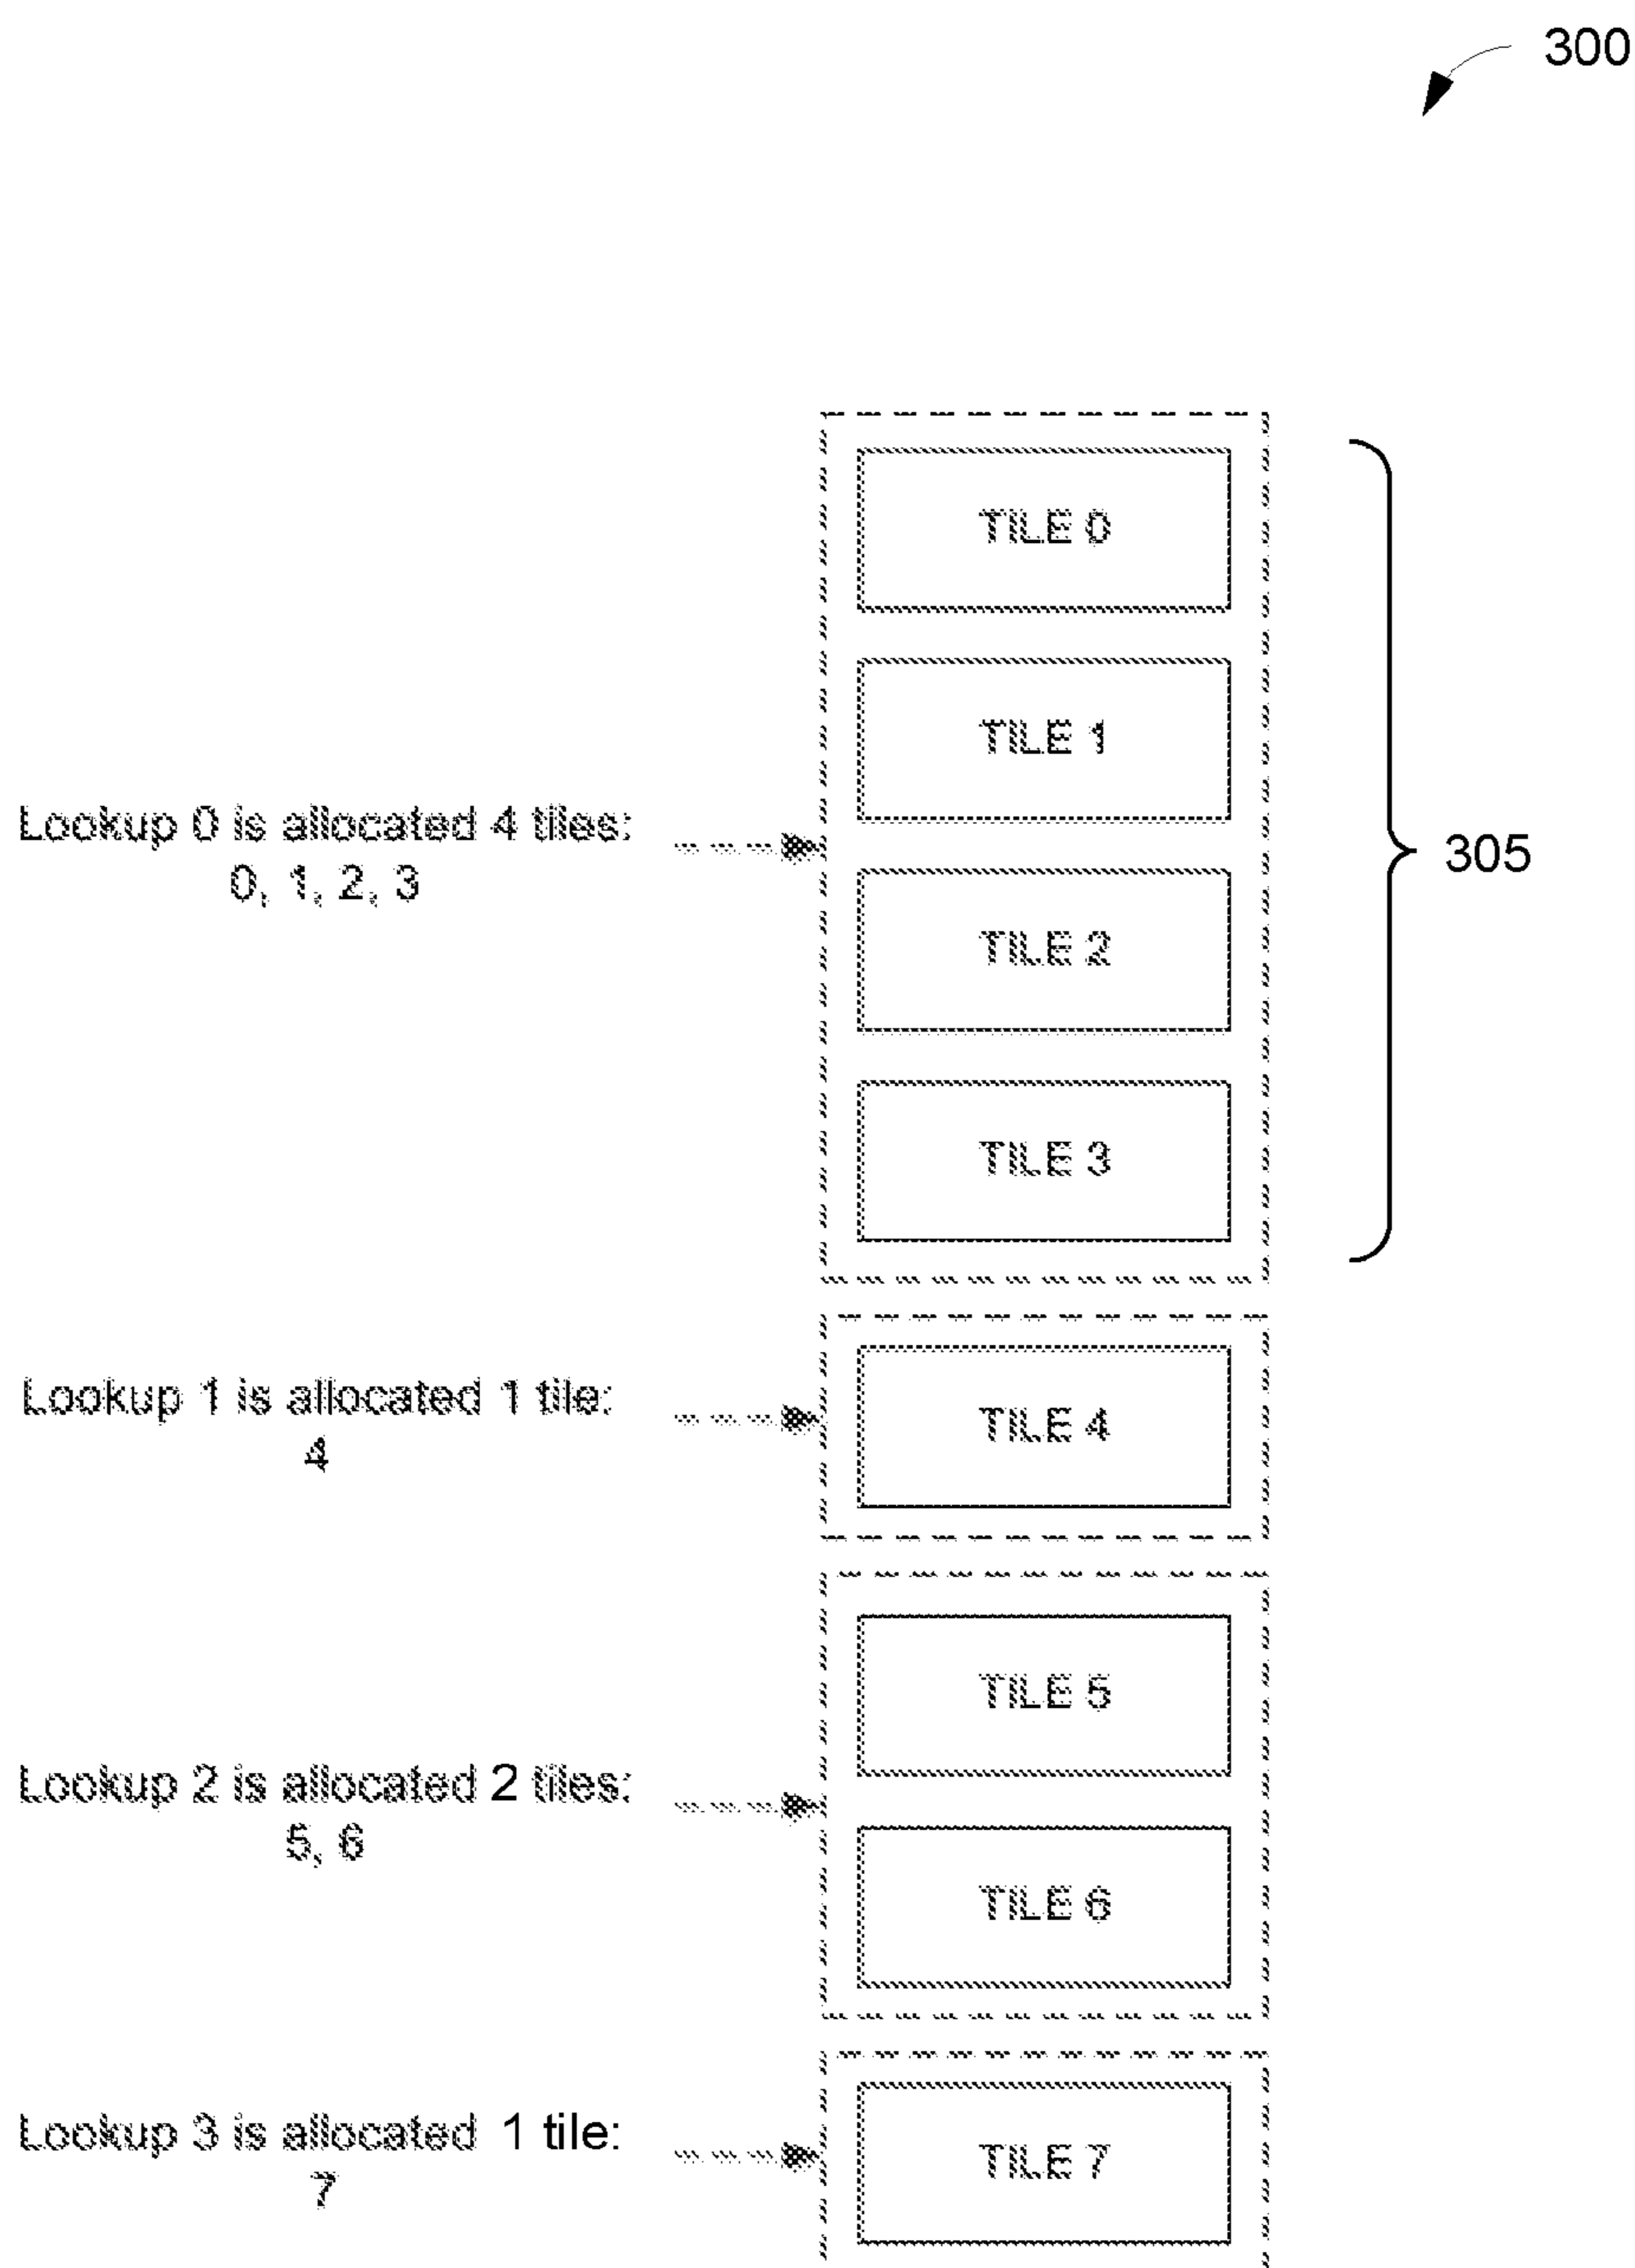 300
TILE 0
TILE 1
Lookup 0 is allocated 4 tiles:
0, 1, 2, 3
305
TILE 2
TILE 3
Lookup 1 is allocated 1 tile:
4
TILE 4
TILE 5
Lookup 2 is allocated 2 tiles:
5, 6
TILE 6
Lookup 3 is allocated 1 tile:
7
TILE 7